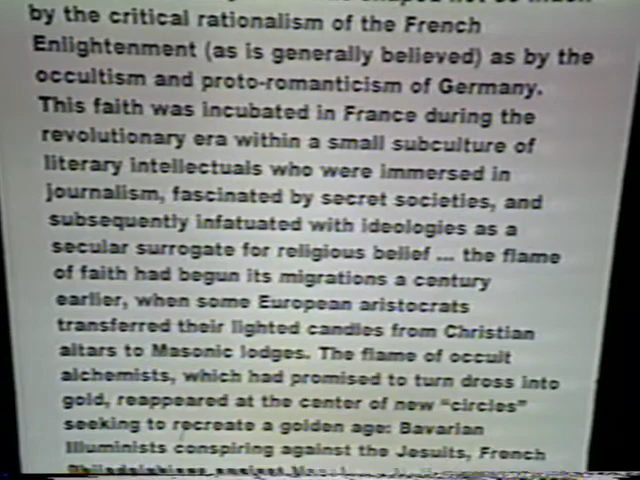 by the critical rationalism of the French
Enlightenment (as is generally believed) as by the
occultism and proto-romanticism of Germany.
This faith was incubated in France during the
revolutionary era within a small subculture of
literary intellectuals who were immersed in
journalism, fascinated by secret societies, and
subsequently infatuated with ideologies as a
secular surrogate for religious belief ... the flame
of faith had begun its migrations a century
earlier, when some European aristocrats
transferred their lighted candles from Christian
altars to Masonic lodges. The flame of occult
alchemists, which had promised to turn dross into
gold, reappeared at the center of new "circles"
seeking to recreate a golden age: Bavarian
Illuminists conspiring against the Jesuits, French